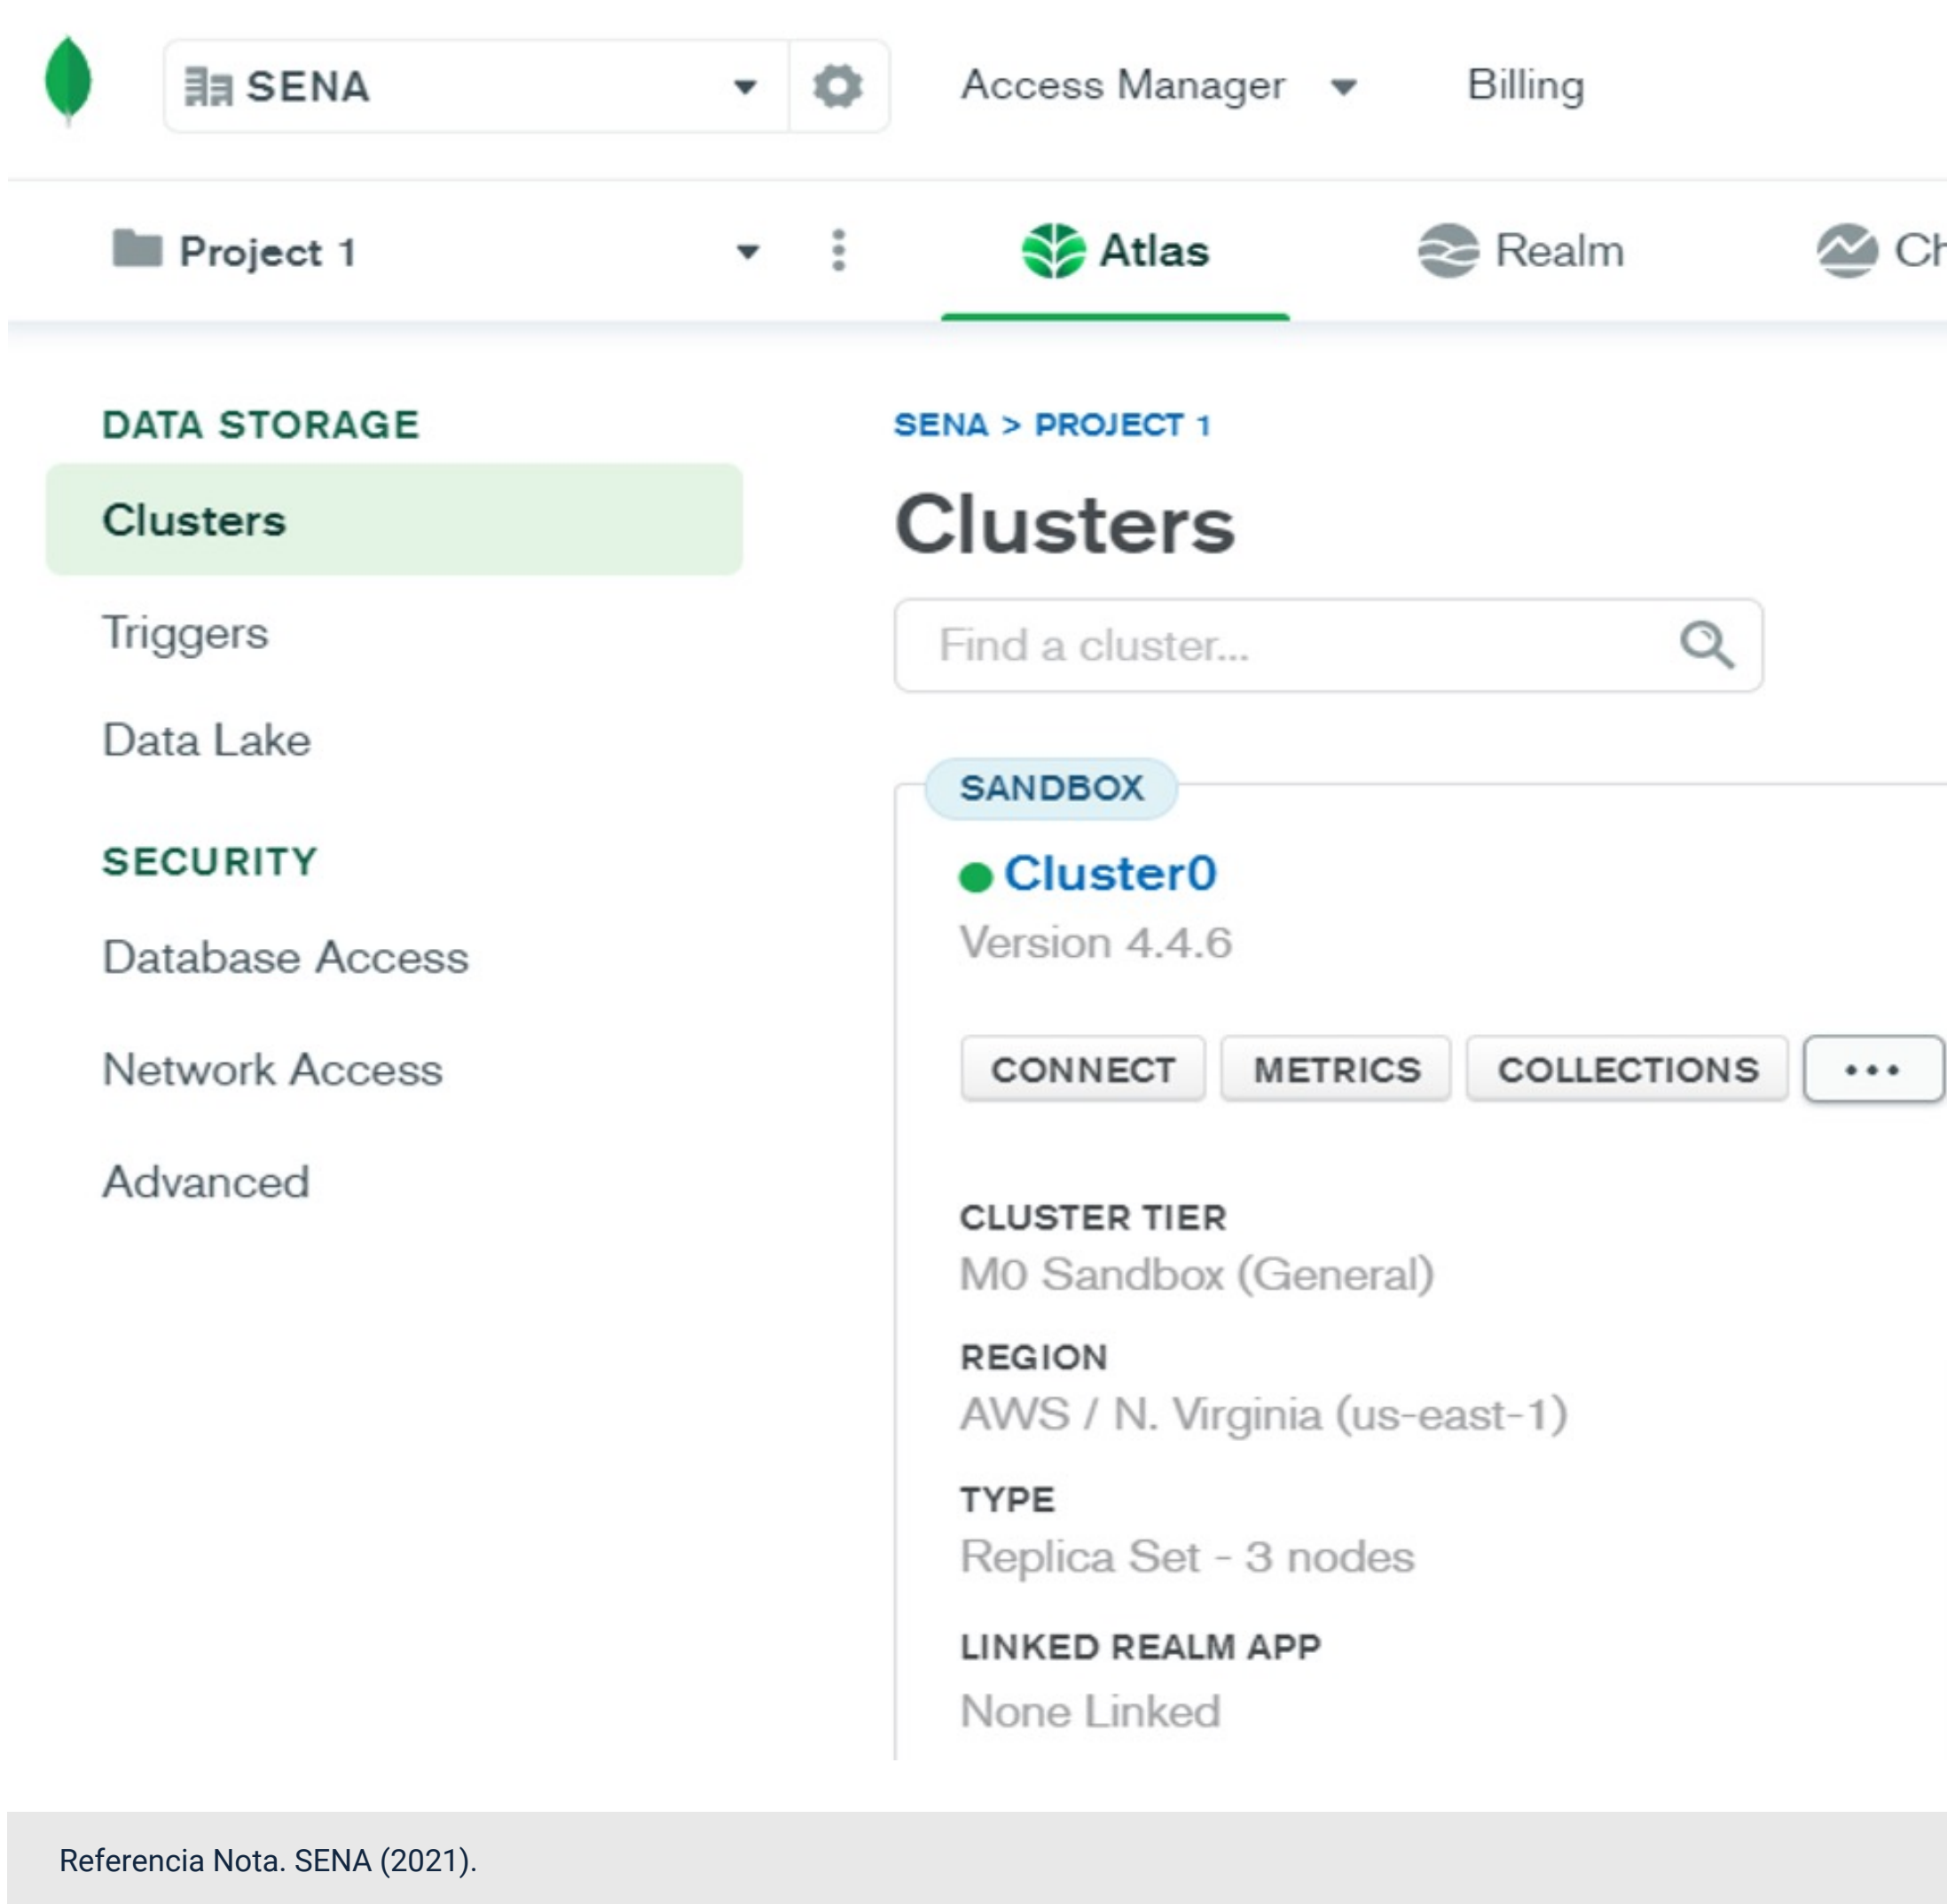 SENA Access Manager Billing
Project 1 Atlas Realm Ch
DATA STORAGE
Clusters
Triggers
Data Lake
SECURITY
Database Access
Network Access
Advanced
SENA > PROJECT 1
Clusters
Find a cluster...
SANDBOX
Cluster0
Version 4.4.6
CONNECT METRICS COLLECTIONS ...
CLUSTER TIER
M0 Sandbox (General)
REGION
AWS / N. Virginia (us-east-1)
TYPE
Replica Set - 3 nodes
LINKED REALM APP
None Linked
Referencia Nota. SENA (2021).